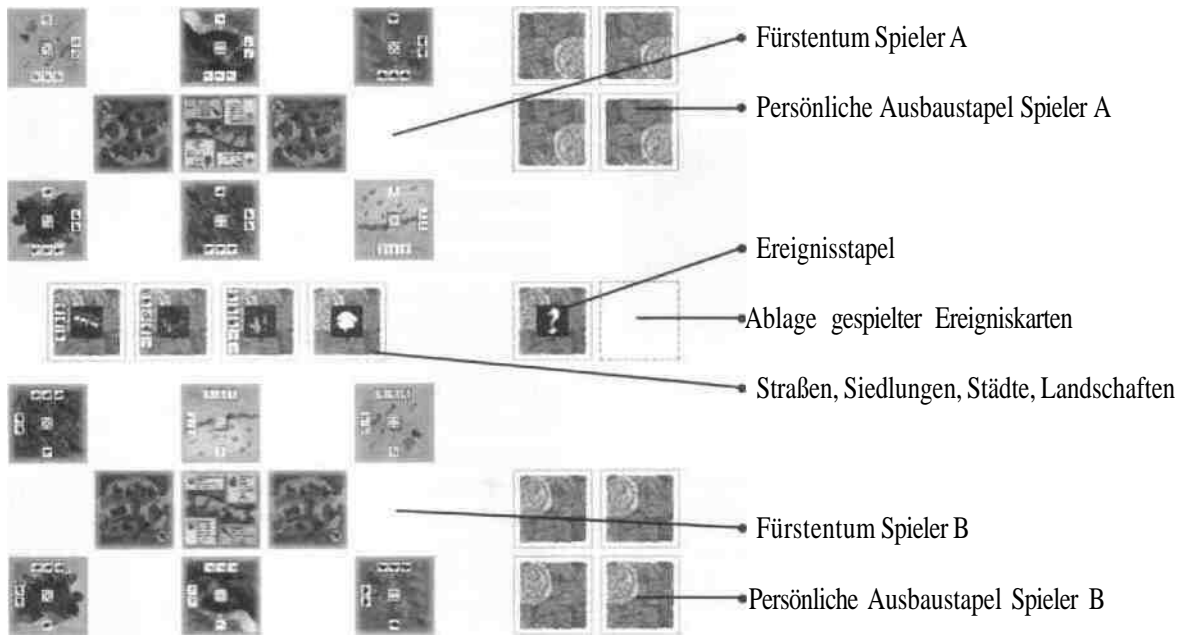 Fürstentum Spieler A
Persönliche Ausbaustapel Spieler A
Ereignisstapel
?
Ablage gespielter Ereigniskarten
Straßen, Siedlungen, Städte, Landschaften
Fürstentum Spieler B
Persönliche Ausbaustapel Spieler B